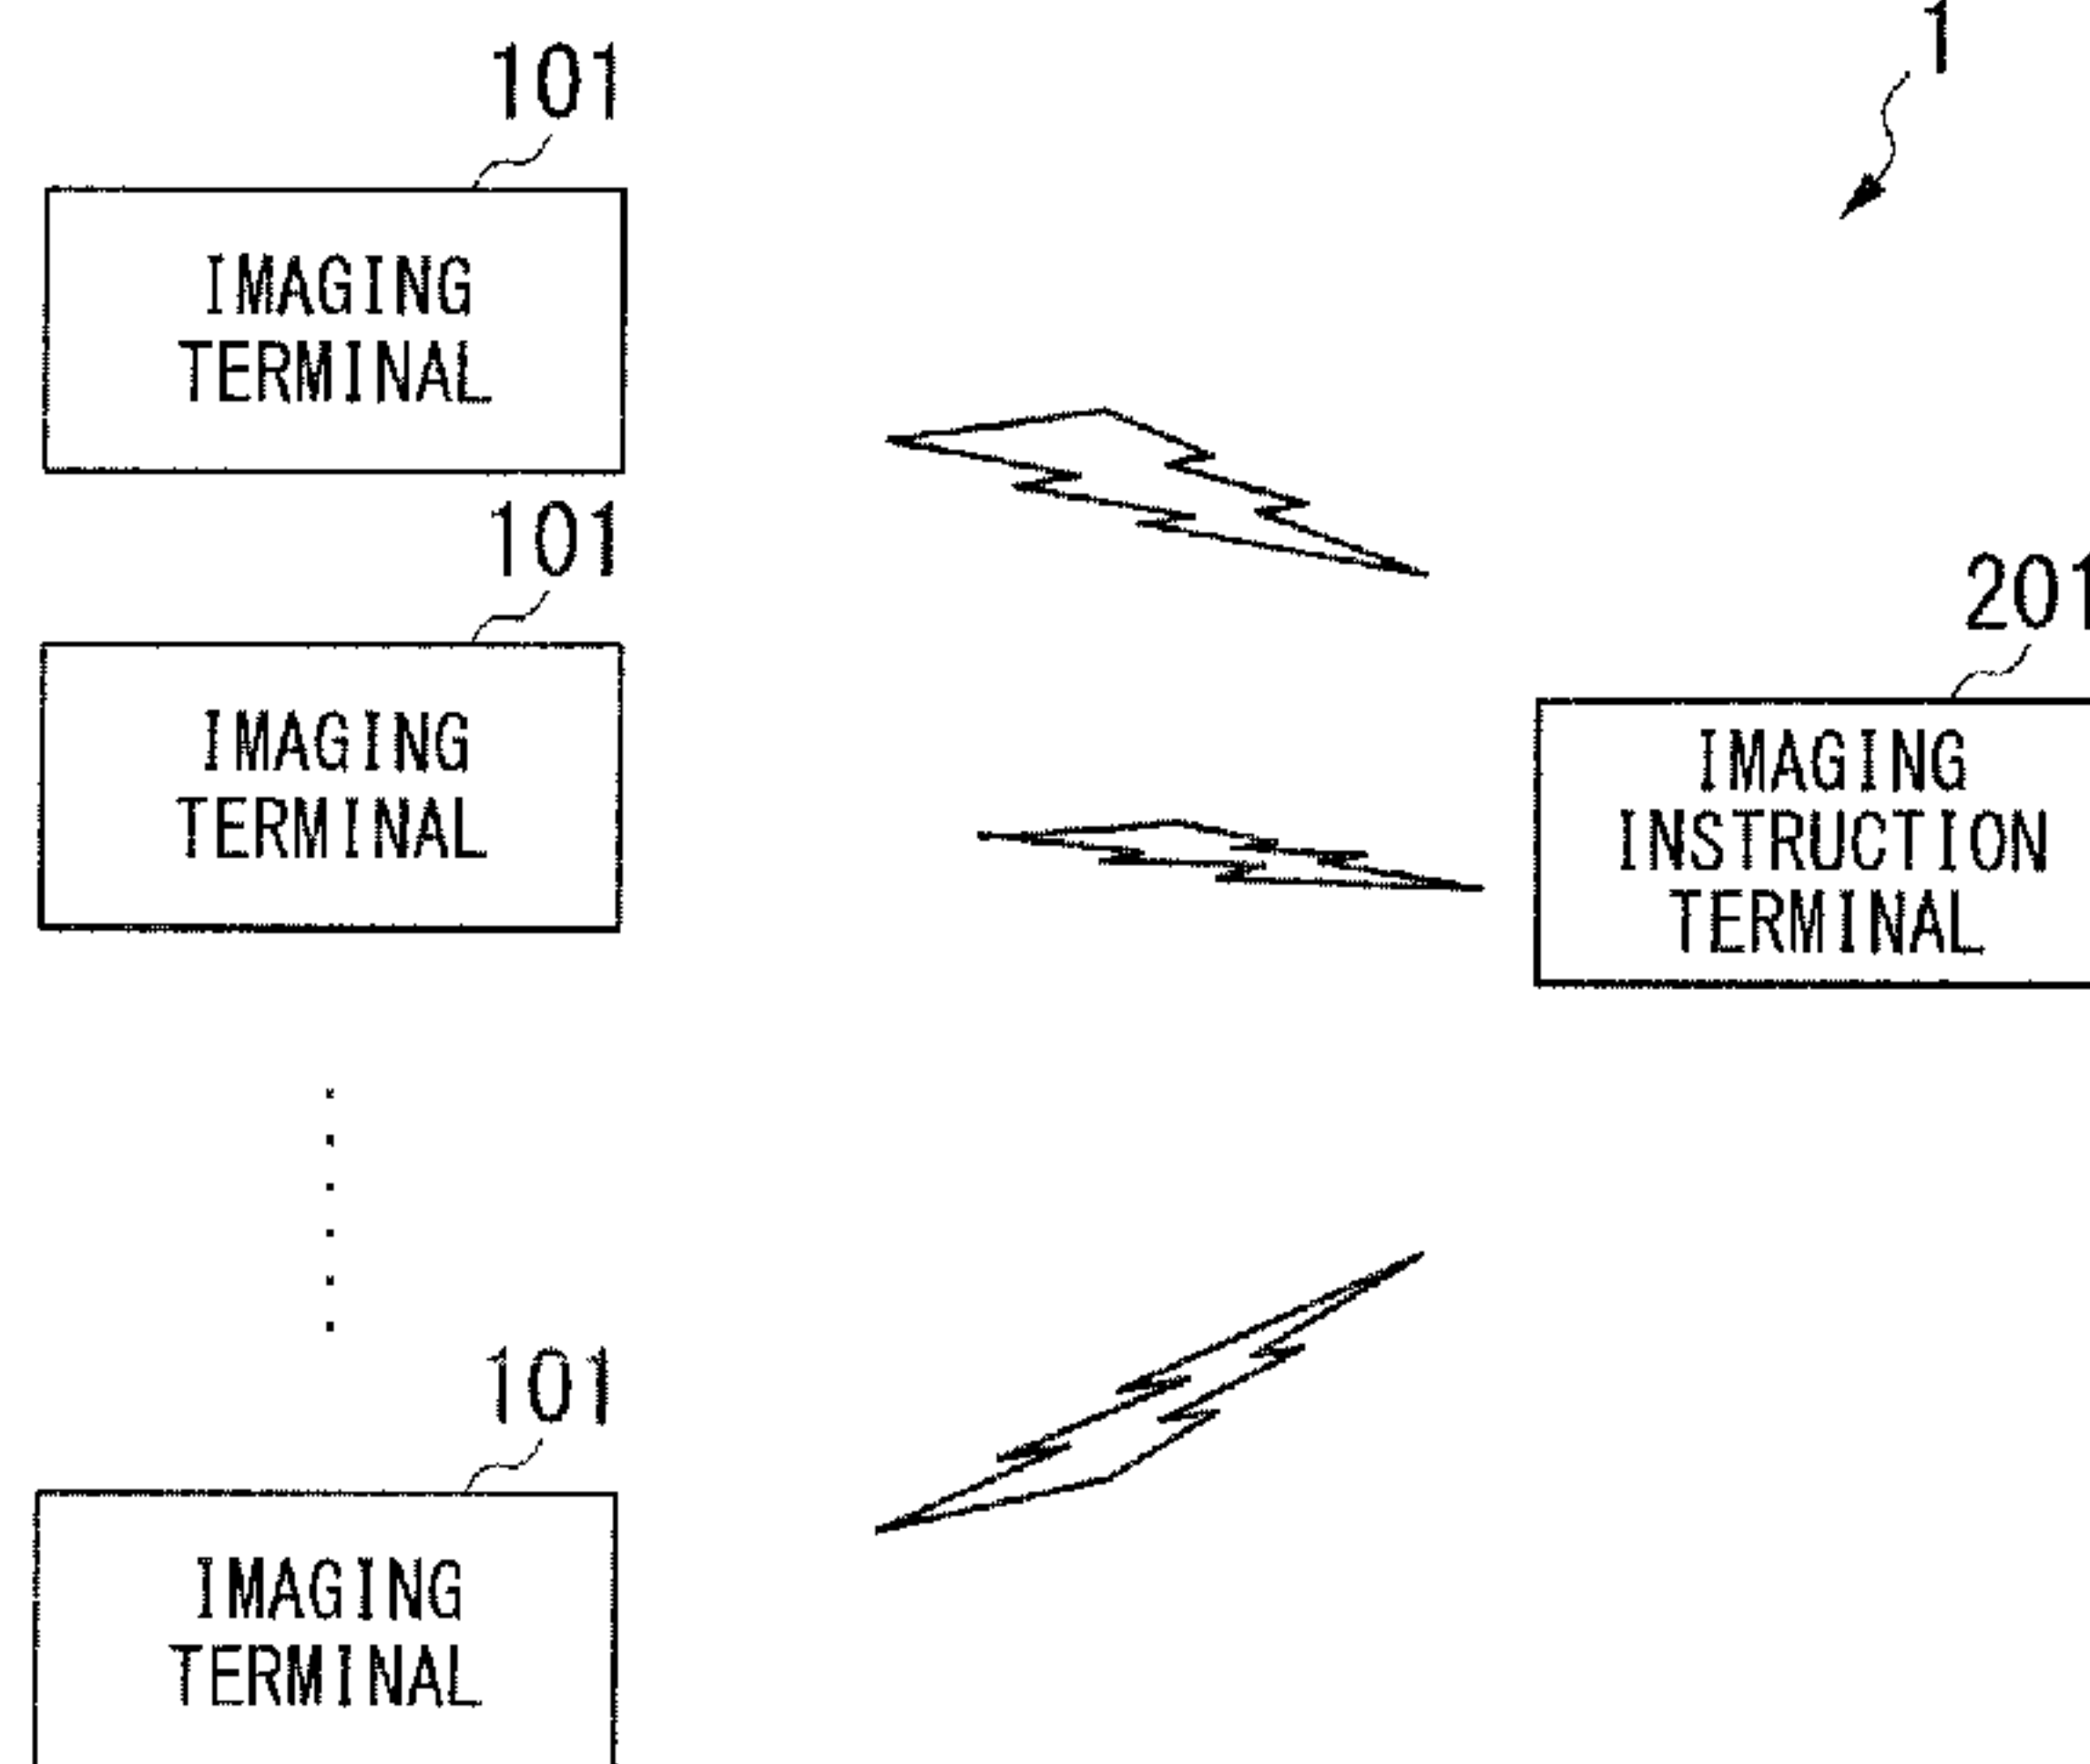 1
101
IMAGING
TERMINAL
101
IMAGING
TERMINAL
201
IMAGING
INSTRUCTION
TERMINAL
101
IMAGING
TERMINAL